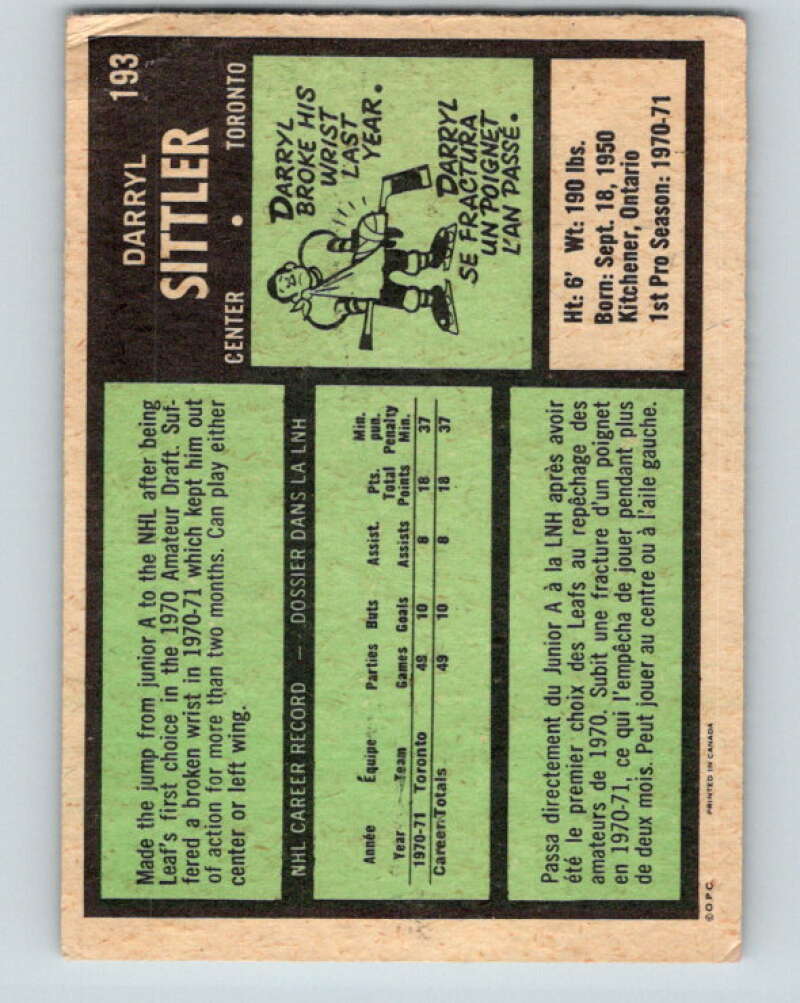 193
DARRYL
SITTLER
CENTER • TORONTO
DARRYL
BROKE HIS
WRIST
LAST
YEAR.
DARRYL
SE FRACTURA
UN POIGNET
L'AN PASSÉ.
Ht: 6' Wt: 190 lbs.
Born: Sept. 18, 1950
Kitchener, Ontario
1st Pro Season: 1970-71
Made the jump from junior A to the NHL after being
Leaf's first choice in the 1970 Amateur Draft. Suf-
fered a broken wrist in 1970-71 which kept him out
of action for more than two months. Can play either
center or left wing.
NHL CAREER RECORD — DOSSIER DANS LA LNH
Année Équipe Parties Buts Assist. Pts. Total Min. pun.
Year Team Games Goals Assists Points Penalty Min.
1970-71 Toronto 49 10 8 18 37
Career Totals 49 10 8 18 37
Passa directement du Junior A à la LNH après avoir
été le premier choix des Leafs au repêchage des
amateurs de 1970. Subit une fracture d'un poignet
en 1970-71, ce qui l'empêcha de jouer pendant plus
de deux mois. Peut jouer au centre ou à l'aile gauche.
© O.P.C. PRINTED IN CANADA